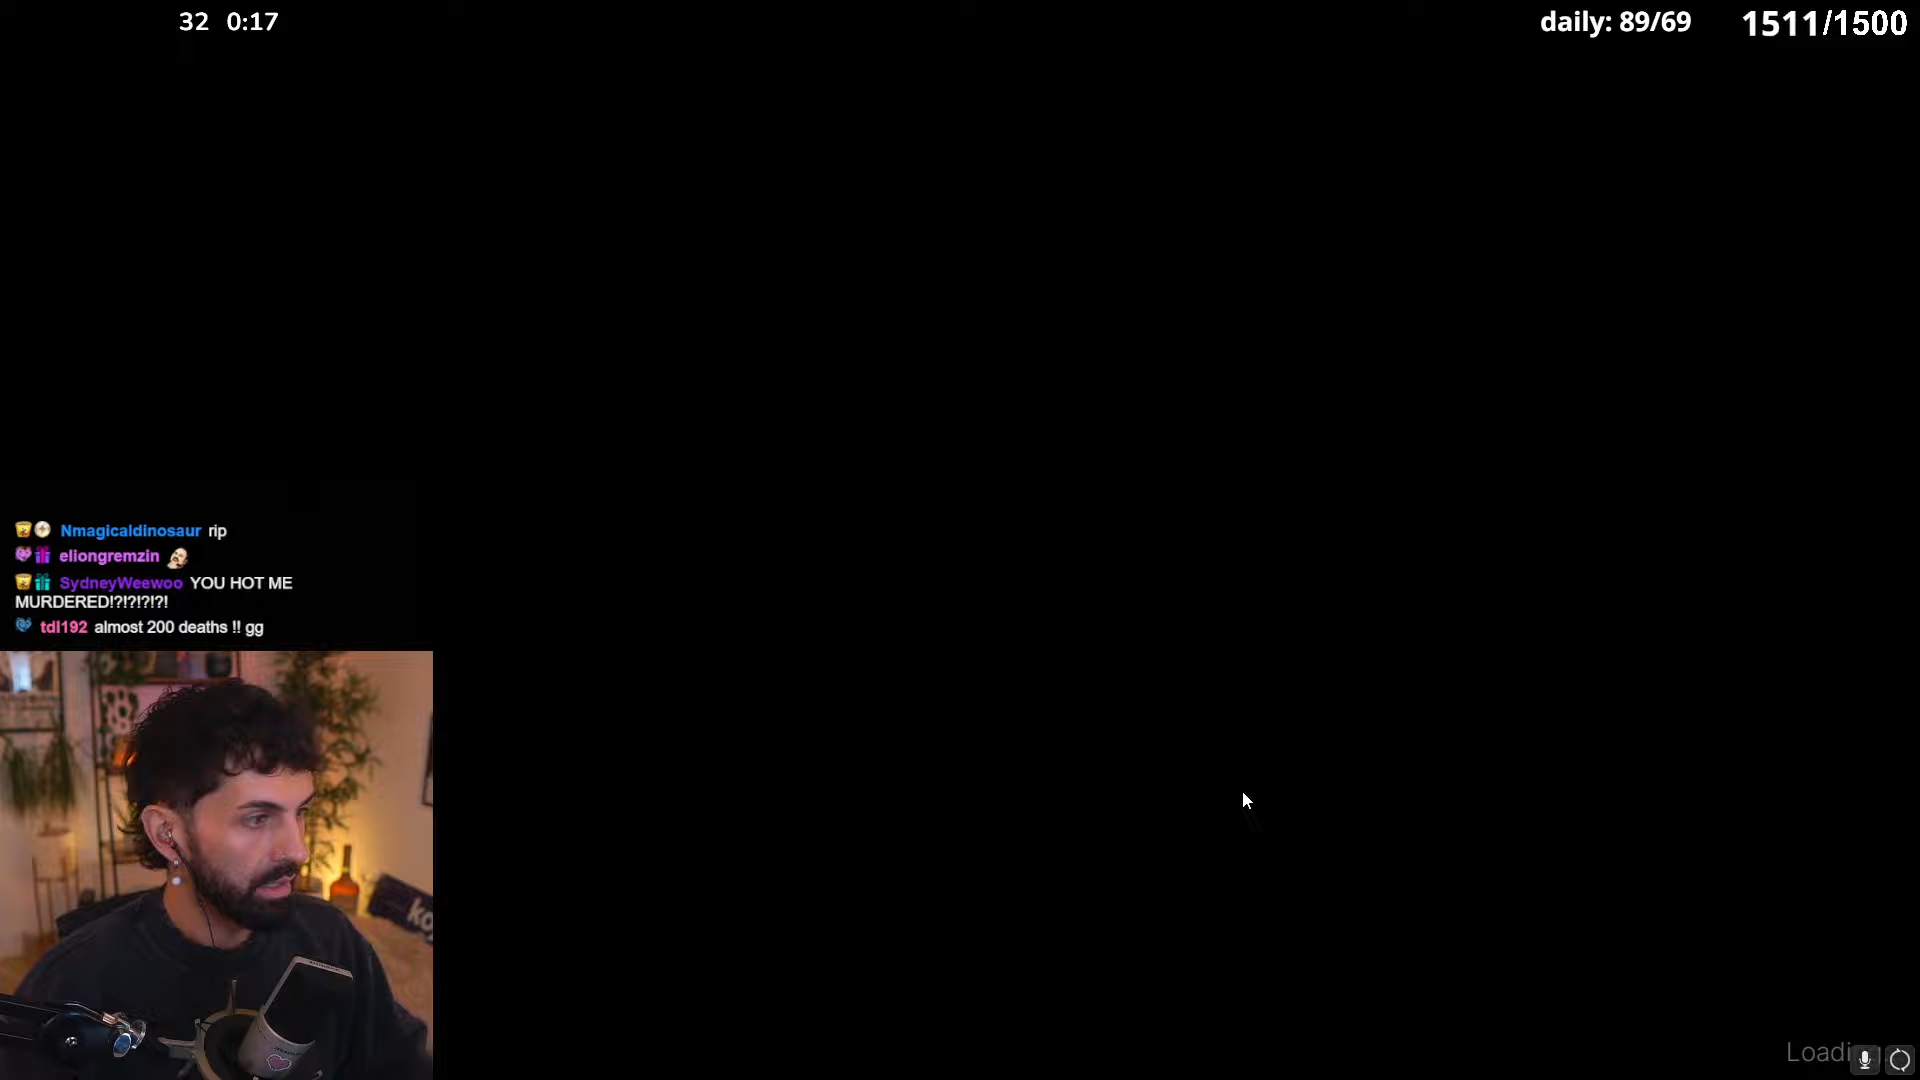 32 0:17
daily: 89/69
1511/1500
Nmagicaldinosaur rip
eliongremzin
SydneyWeewoo YOU HOT ME
MURDERED!?!?!?!?!
tdl192 almost 200 deaths !! gg